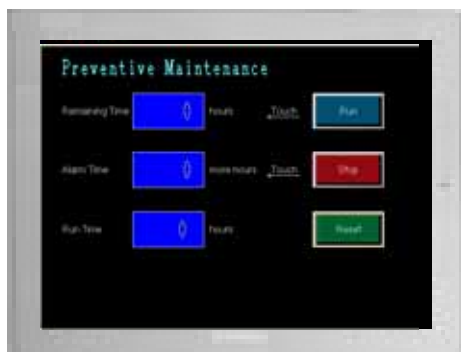 Preventive Maintenance
Remaining Time 0 hours Touch Run
Alarm Time 0 more hours Touch Stop
Run Time 0 hours Reset